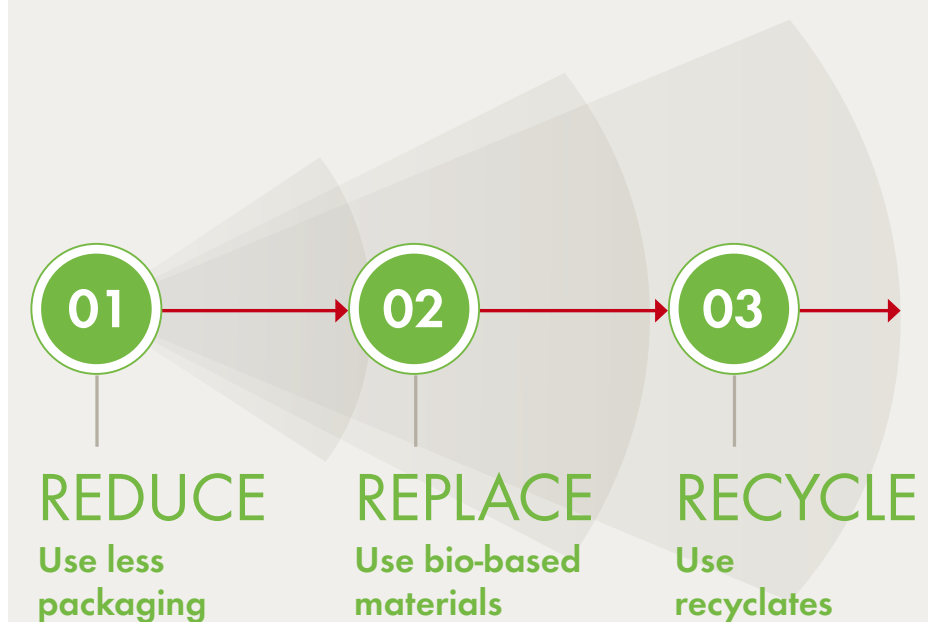 01
02
03
REDUCE
Use less
packaging
REPLACE
Use bio-based
materials
RECYCLE
Use
recyclates